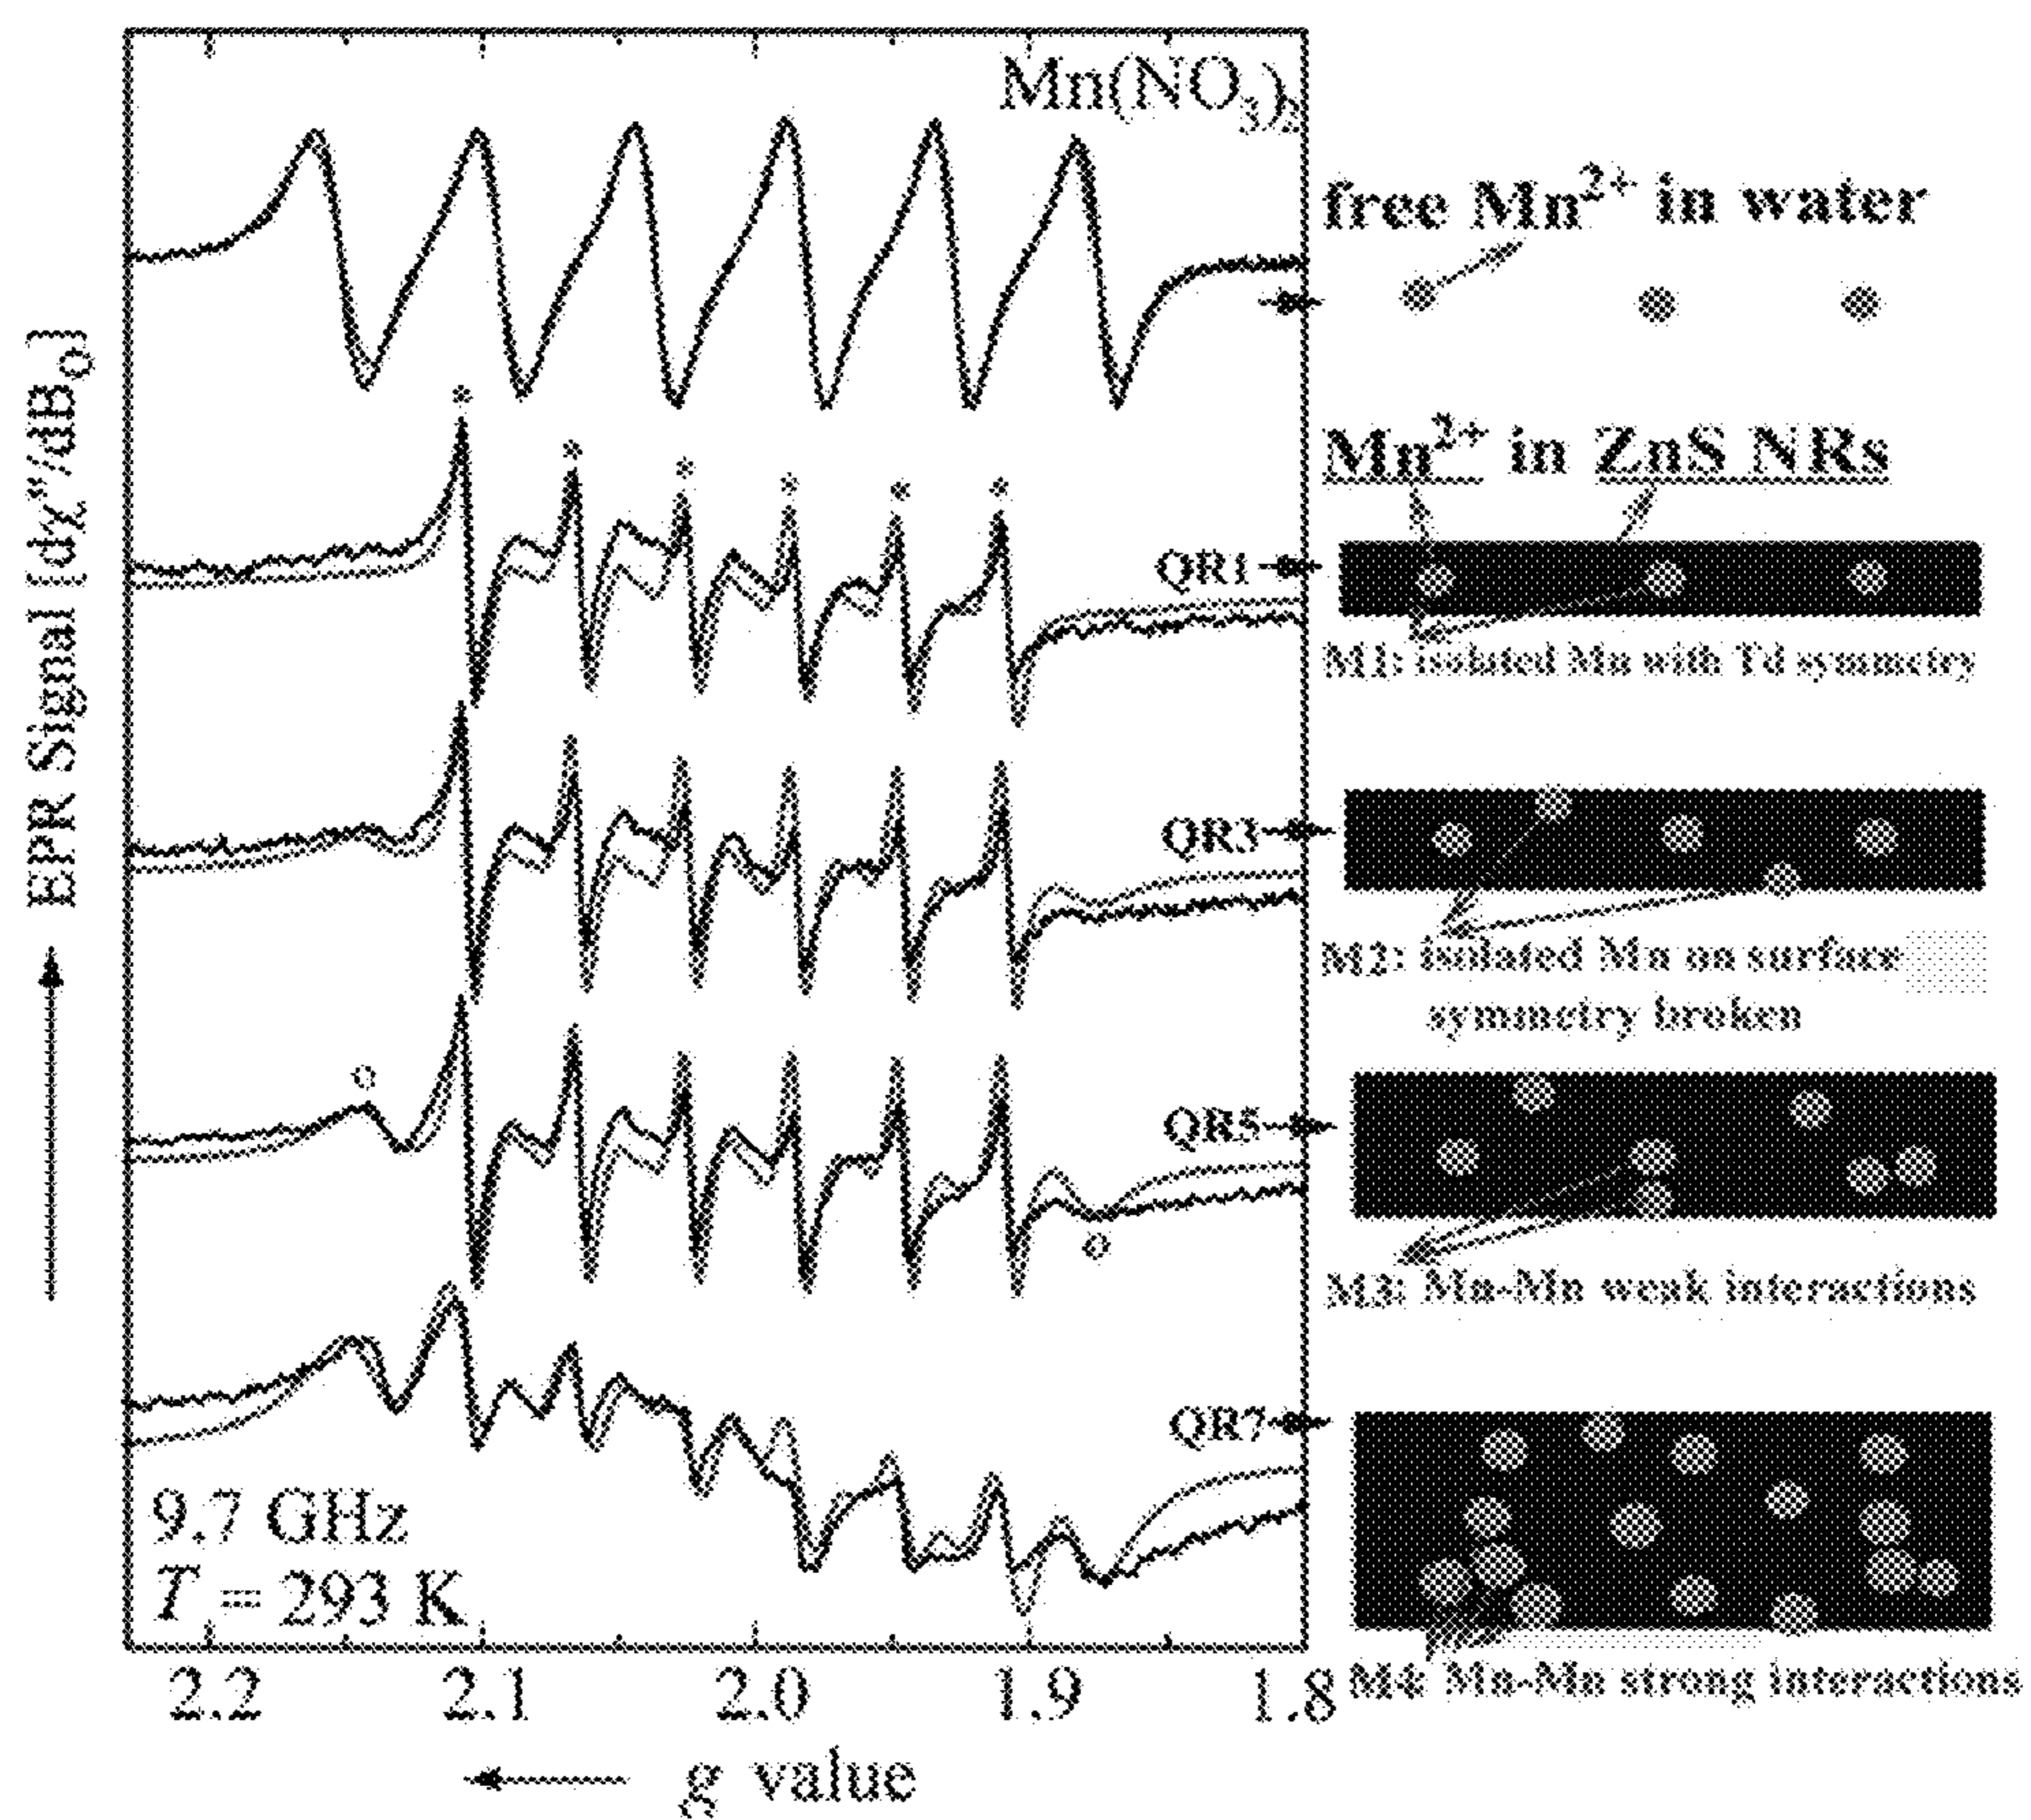 Mn(NO3)2
free Mn2+ in water
*
* * * * *
Mn2+ in ZnS NRs
EPR Signal [dχ"/dB0]
QR1
M1: isolated Mn with Td symmetry
QR3
M2: isolated Mn on surface
symmetry broken
QR5
M3: Mn-Mn weak interactions
QR7
9.7 GHz
T = 293 K
M4: Mn-Mn strong interactions
2.2 2.1 2.0 1.9 1.8
g value